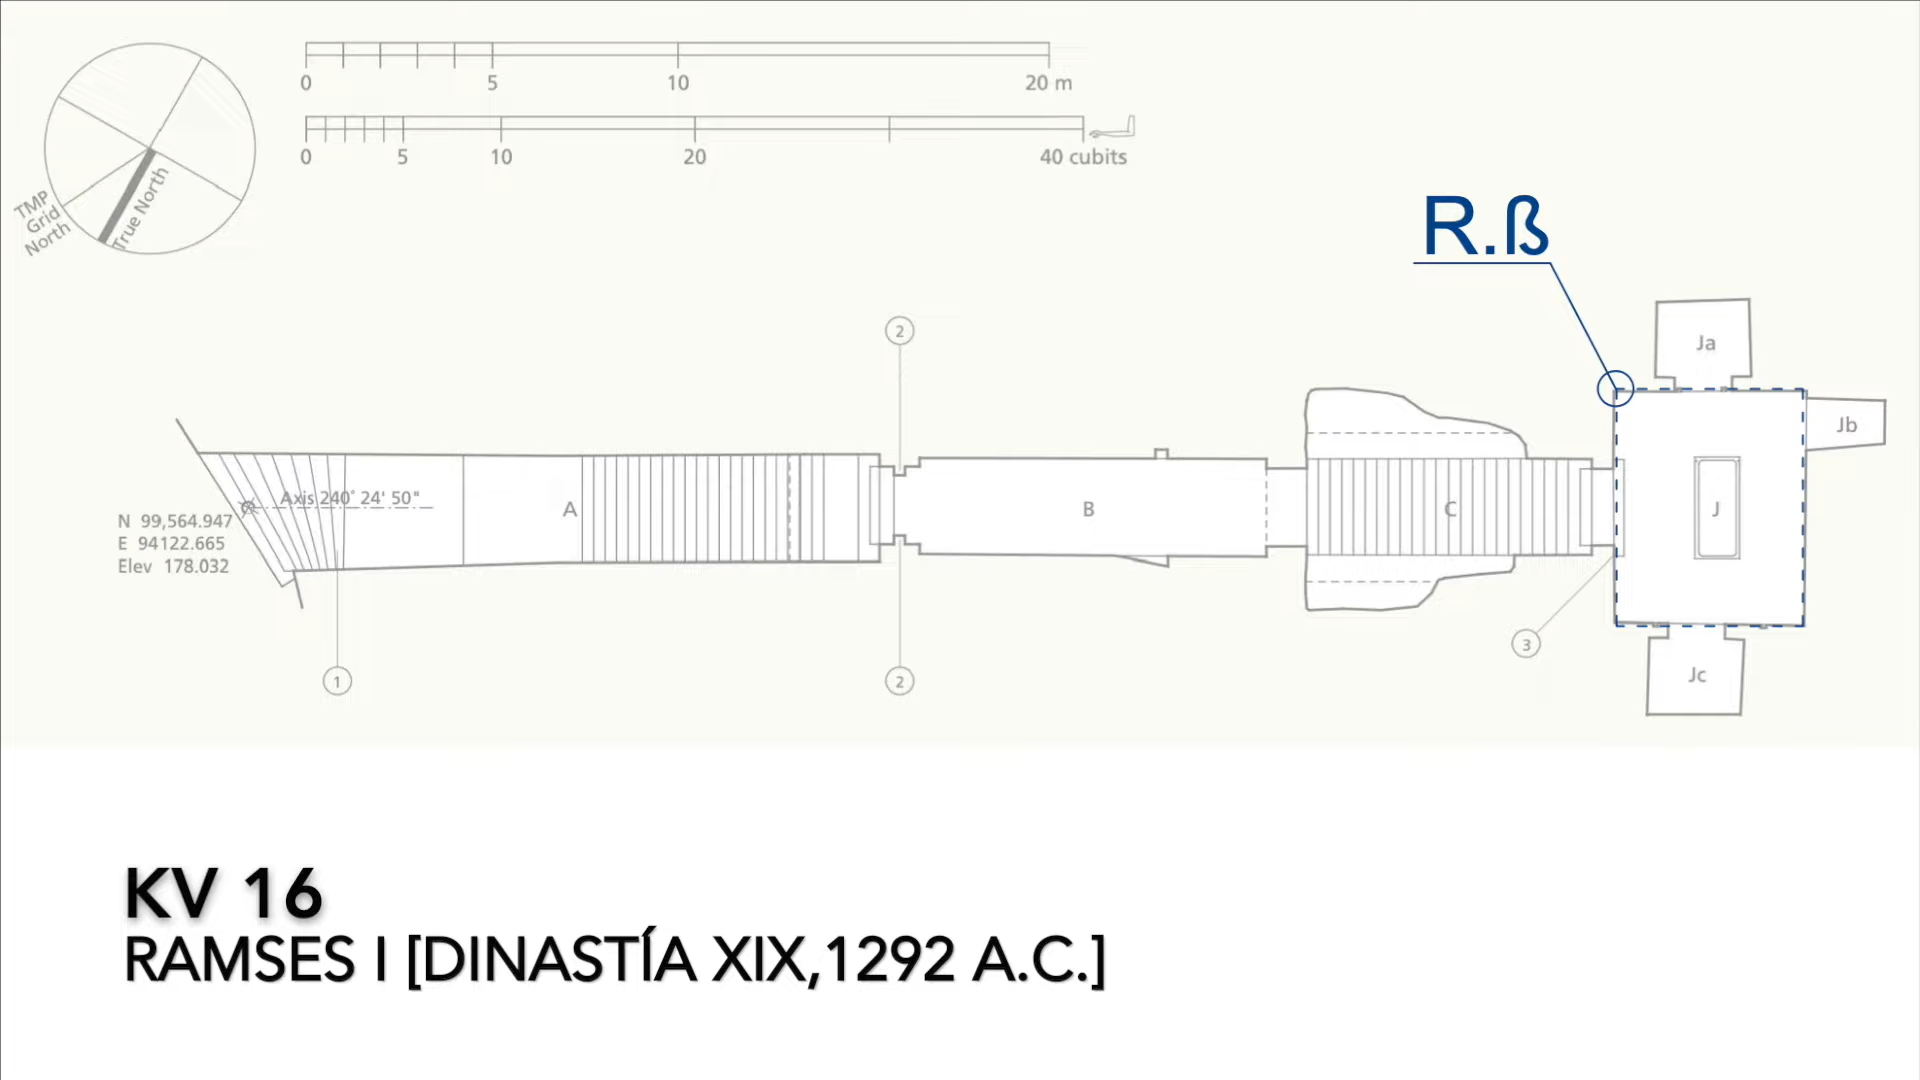 0 5 10 20 m
0 5 10 20 40 cubits
TMP
Grid
North
True North
R.ß
2
Ja
Jb
Axis 240° 24' 50"
A
B
C
J
N 99,564.947
E 94122.665
Elev 178.032
3
Jc
1
2
KV 16
RAMSES I [DINASTÍA XIX,1292 A.C.]